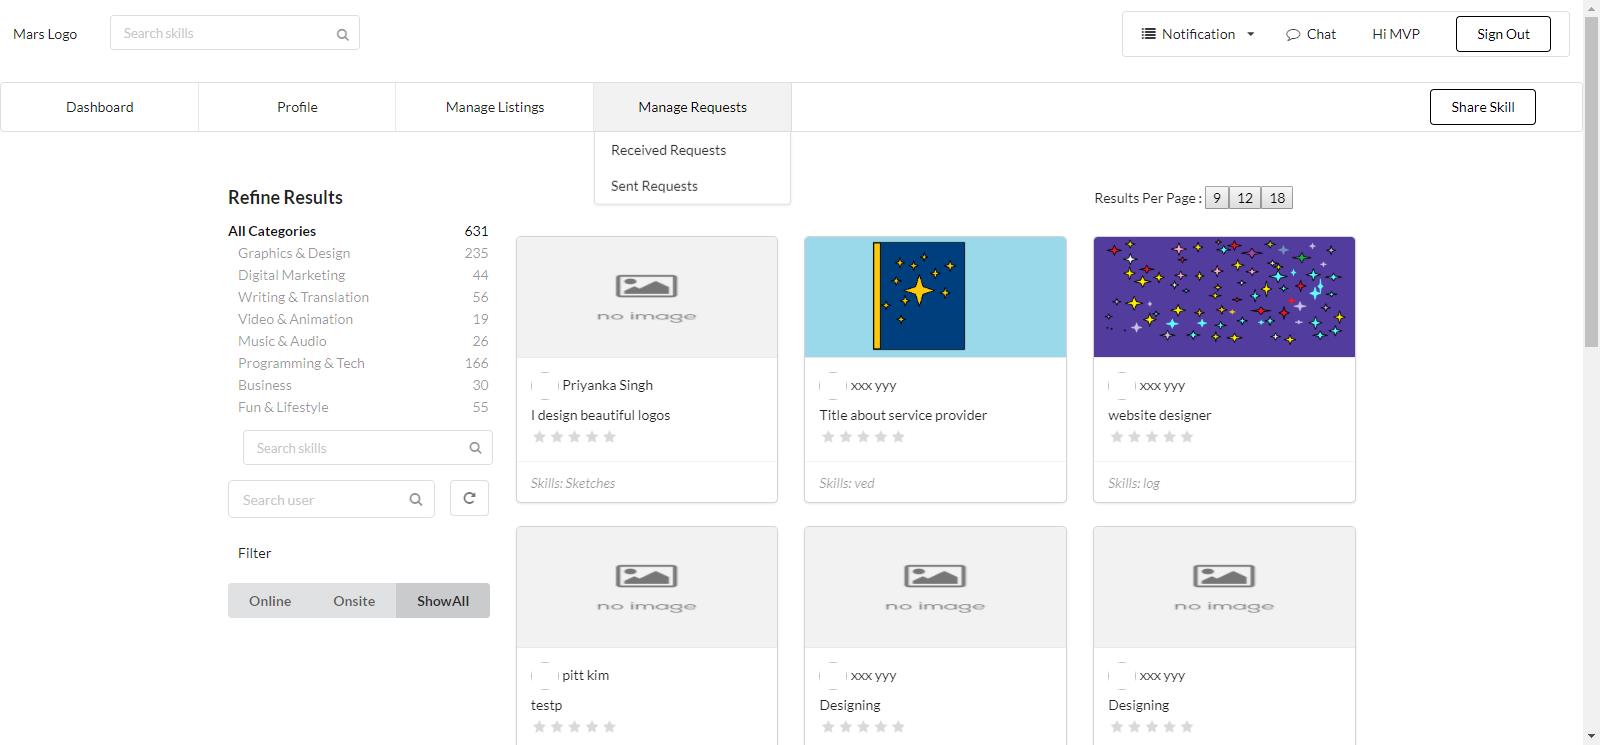 Mars Logo
Search skills
Notification
Chat
Hi MVP
Sign Out
Dashboard
Profile
Manage Listings
Manage Requests
Share Skill
Received Requests
Sent Requests
Refine Results
Results Per Page : 9 12 18
All Categories 631
Graphics & Design 235
Digital Marketing 44
Writing & Translation 56
Video & Animation 19
Music & Audio 26
Programming & Tech 166
Business 30
Fun & Lifestyle 55
Search skills
Search user
Filter
Online
Onsite
ShowAll
no image
Priyanka Singh
I design beautiful logos
Skills: Sketches
xxx yyy
Title about service provider
Skills: ved
xxx yyy
website designer
Skills: log
no image
pitt kim
testp
no image
xxx yyy
Designing
no image
xxx yyy
Designing